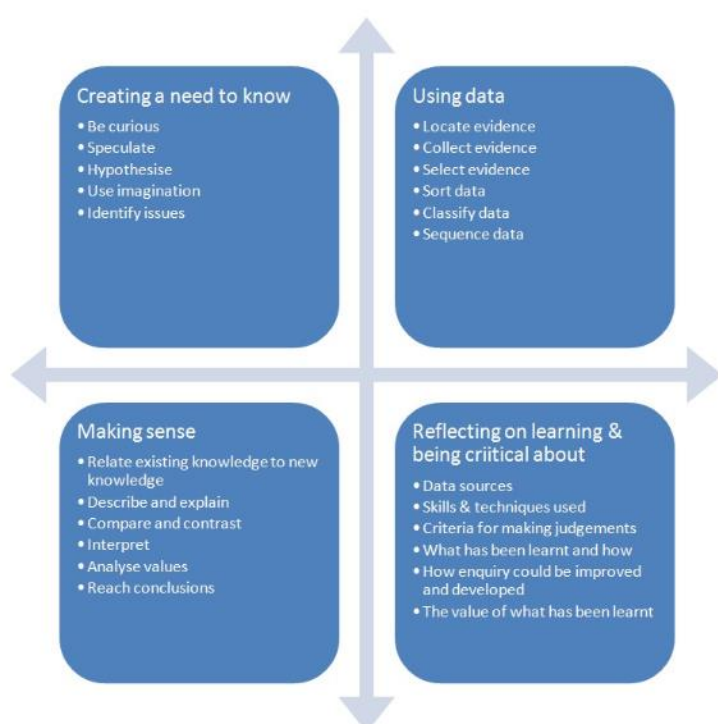 Creating a need to know
• Be curious
• Speculate
• Hypothesise
• Use imagination
• Identify issues
Using data
• Locate evidence
• Collect evidence
• Select evidence
• Sort data
• Classify data
• Sequence data
Making sense
• Relate existing knowledge to new
knowledge
• Describe and explain
• Compare and contrast
• Interpret
• Analyse values
• Reach conclusions
Reflecting on learning &
being criitical about
• Data sources
• Skills & techniques used
• Criteria for making judgements
• What has been learnt and how
• How enquiry could be improved
and developed
• The value of what has been learnt